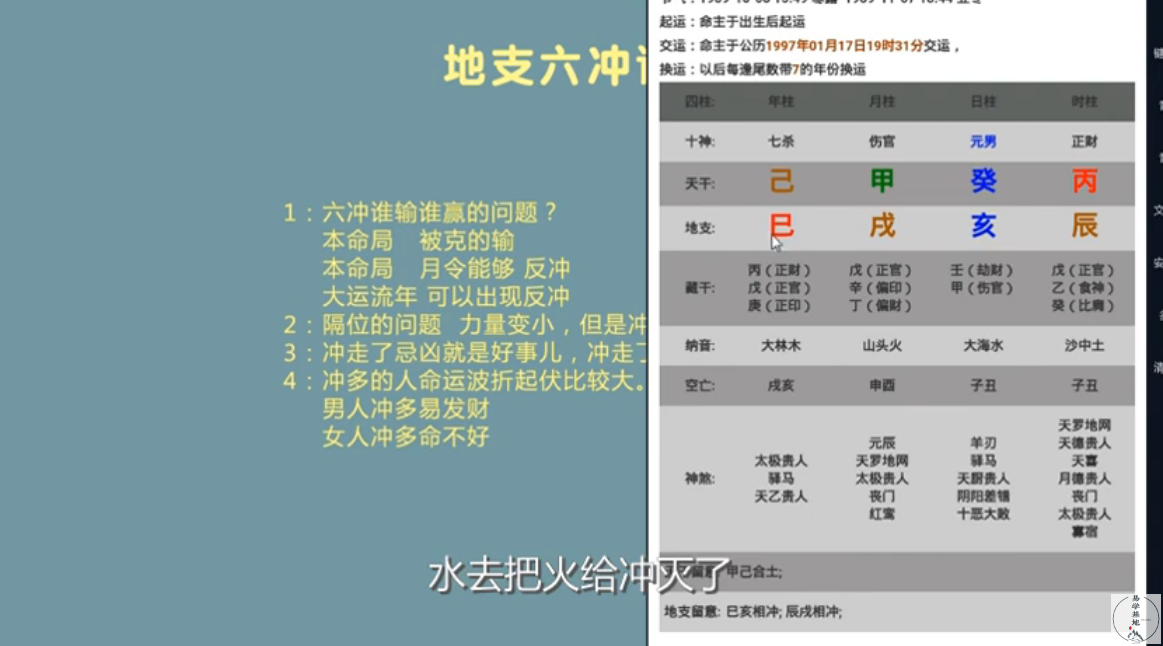 地支六冲
1：六冲谁输谁赢的问题？
本命局 被克的输
本命局 月令能够 反冲
大运流年 可以出现反冲
2：隔位的问题 力量变小，但是冲
3：冲走了忌凶就是好事儿，冲走了
4：冲多的人命运波折起伏比较大。
男人冲多易发财
女人冲多命不好
起运：命主于出生后起运
交运：命主于公历1997年01月17日19时31分交运，
换运：以后每逢尾数带7的年份换运
四柱: 年柱 月柱 日柱 时柱
十神: 七杀 伤官 元男 正财
天干: 己 甲 癸 丙
地支: 巳 戌 亥 辰
藏干: 丙（正财） 戊（正官） 壬（劫财） 戊（正官）
戊（正官） 辛（偏印） 甲（伤官） 乙（食神）
庚（正印） 丁（偏财） 癸（比肩）
纳音: 大林木 山头火 大海水 沙中土
空亡: 戌亥 申酉 子丑 子丑
神煞:
太极贵人
驿马
天乙贵人
元辰
天罗地网
太极贵人
丧门
红鸾
羊刃
驿马
天厨贵人
阴阳差错
十恶大败
天罗地网
天德贵人
天喜
月德贵人
丧门
太极贵人
寡宿
留意: 甲己合土;
地支留意: 巳亥相冲; 辰戌相冲;
水去把火给冲灭了
易学基地